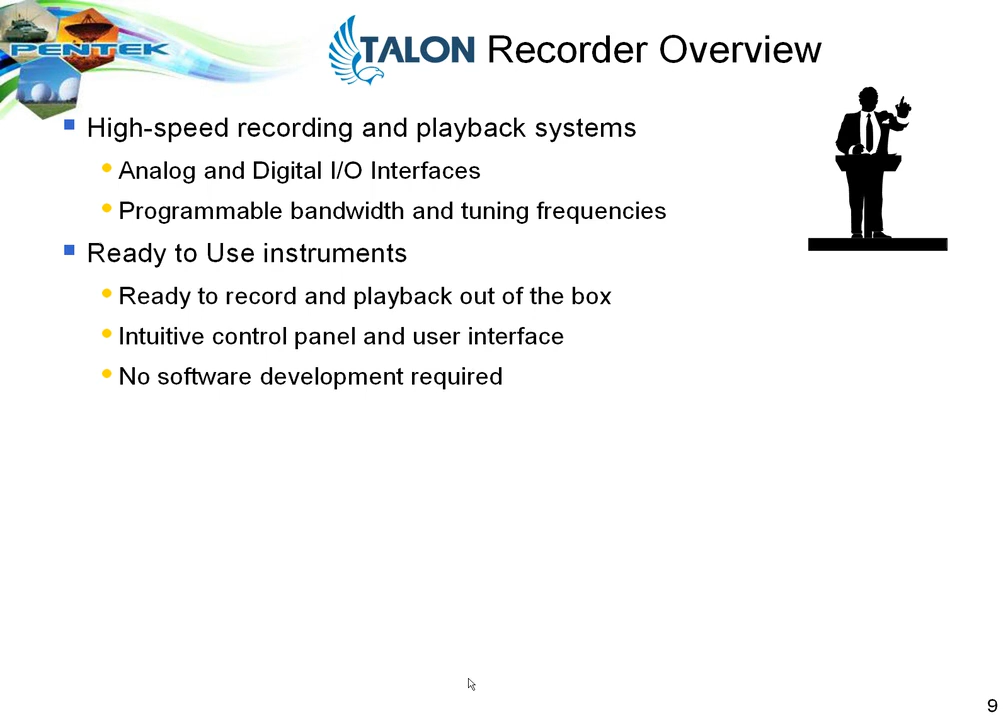 PENTEK
TALON Recorder Overview
High-speed recording and playback systems
Analog and Digital I/O Interfaces
Programmable bandwidth and tuning frequencies
Ready to Use instruments
Ready to record and playback out of the box
Intuitive control panel and user interface
No software development required
9